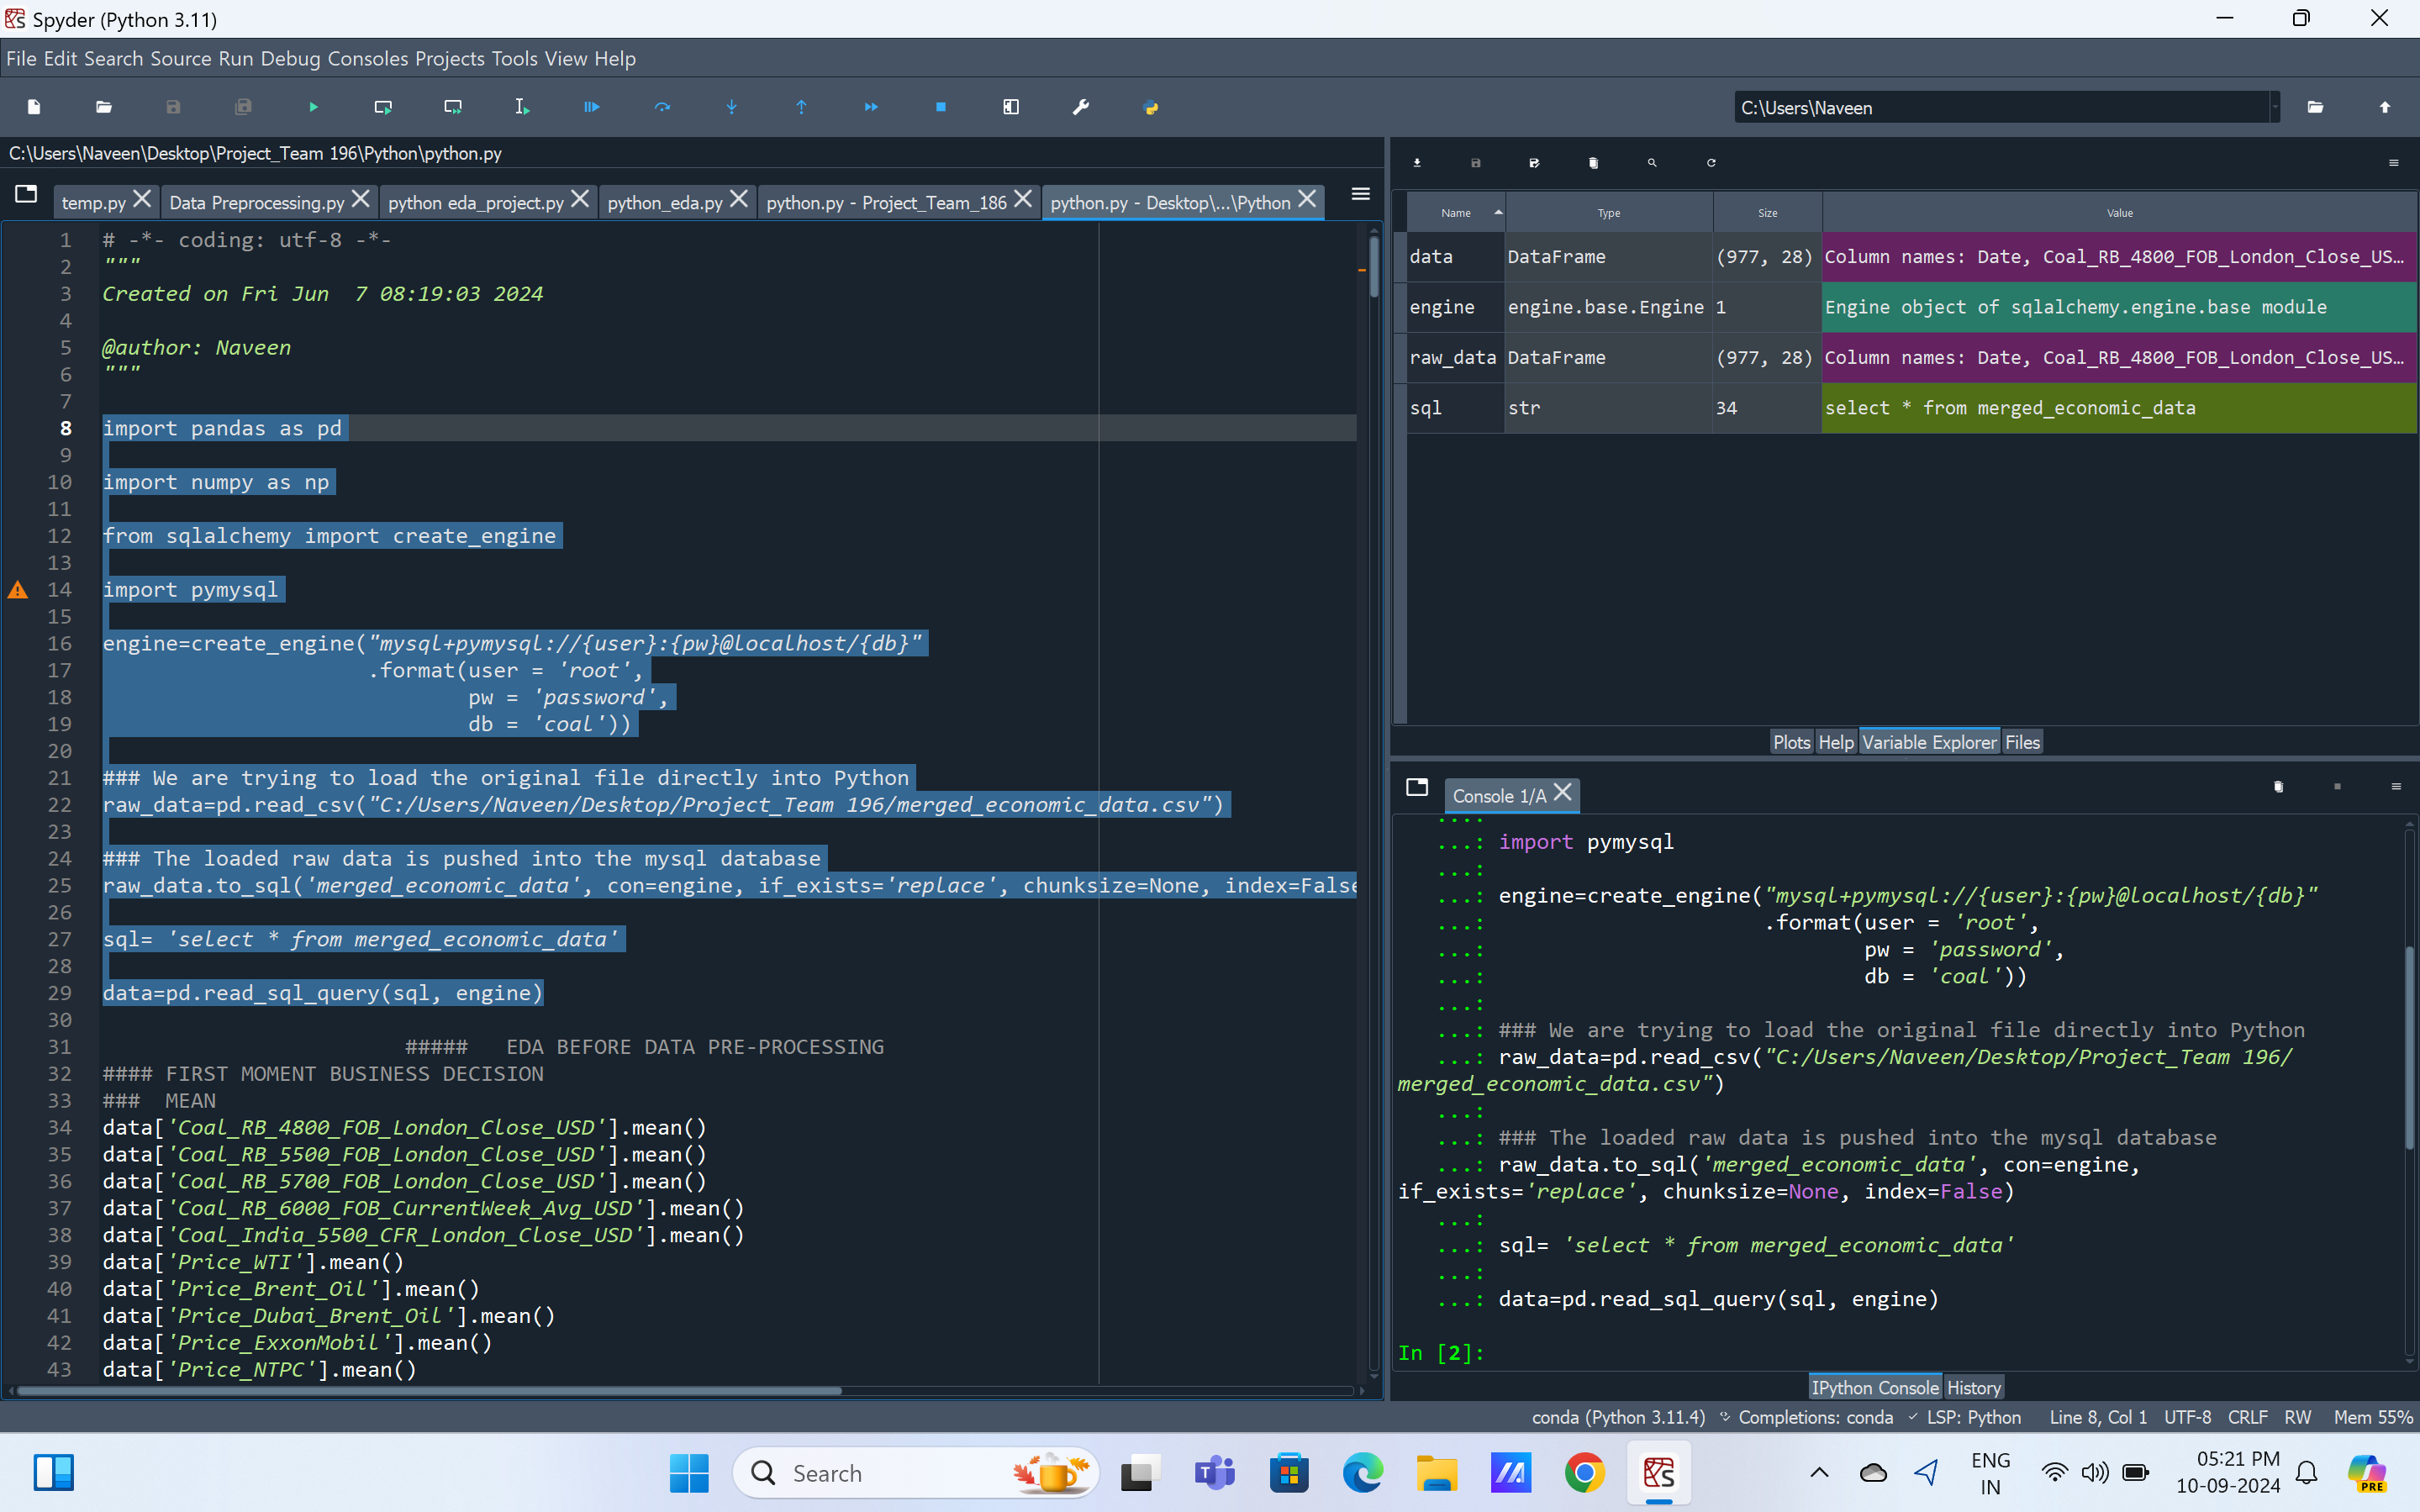 Spyder (Python 3.11)
File Edit Search Source Run Debug Consoles Projects Tools View Help
C:\Users\Naveen
C:\Users\Naveen\Desktop\Project_Team 196\Python\python.py
temp.py Data Preprocessing.py python eda_project.py python_eda.py python.py - Project_Team_186 python.py - Desktop\...\Python
1 # -*- coding: utf-8 -*-
2 """
3 Created on Fri Jun  7 08:19:03 2024
4
5 @author: Naveen
6 """
7
8 import pandas as pd
9
10 import numpy as np
11
12 from sqlalchemy import create_engine
13
14 import pymysql
15
16 engine=create_engine("mysql+pymysql://{user}:{pw}@localhost/{db}"
17 .format(user = 'root',
18 pw = 'password',
19 db = 'coal'))
20
21 ### We are trying to load the original file directly into Python
22 raw_data=pd.read_csv("C:/Users/Naveen/Desktop/Project_Team 196/merged_economic_data.csv")
23
24 ### The loaded raw data is pushed into the mysql database
25 raw_data.to_sql('merged_economic_data', con=engine, if_exists='replace', chunksize=None, index=False
26
27 sql= 'select * from merged_economic_data'
28
29 data=pd.read_sql_query(sql, engine)
30
31 #####   EDA BEFORE DATA PRE-PROCESSING
32 #### FIRST MOMENT BUSINESS DECISION
33 ###  MEAN
34 data['Coal_RB_4800_FOB_London_Close_USD'].mean()
35 data['Coal_RB_5500_FOB_London_Close_USD'].mean()
36 data['Coal_RB_5700_FOB_London_Close_USD'].mean()
37 data['Coal_RB_6000_FOB_CurrentWeek_Avg_USD'].mean()
38 data['Coal_India_5500_CFR_London_Close_USD'].mean()
39 data['Price_WTI'].mean()
40 data['Price_Brent_Oil'].mean()
41 data['Price_Dubai_Brent_Oil'].mean()
42 data['Price_ExxonMobil'].mean()
43 data['Price_NTPC'].mean()
Name Type Size Value
data DataFrame (977, 28) Column names: Date, Coal_RB_4800_FOB_London_Close_US...
engine engine.base.Engine 1 Engine object of sqlalchemy.engine.base module
raw_data DataFrame (977, 28) Column names: Date, Coal_RB_4800_FOB_London_Close_US...
sql str 34 select * from merged_economic_data
Plots Help Variable Explorer Files
Console 1/A
...:
...: import pymysql
...:
...: engine=create_engine("mysql+pymysql://{user}:{pw}@localhost/{db}"
...: .format(user = 'root',
...: pw = 'password',
...: db = 'coal'))
...:
...: ### We are trying to load the original file directly into Python
...: raw_data=pd.read_csv("C:/Users/Naveen/Desktop/Project_Team 196/
merged_economic_data.csv")
...:
...: ### The loaded raw data is pushed into the mysql database
...: raw_data.to_sql('merged_economic_data', con=engine,
if_exists='replace', chunksize=None, index=False)
...:
...: sql= 'select * from merged_economic_data'
...:
...: data=pd.read_sql_query(sql, engine)
In [2]:
IPython Console History
conda (Python 3.11.4) Completions: conda LSP: Python Line 8, Col 1 UTF-8 CRLF RW Mem 55%
Search
ENG
IN
05:21 PM
10-09-2024
PRE